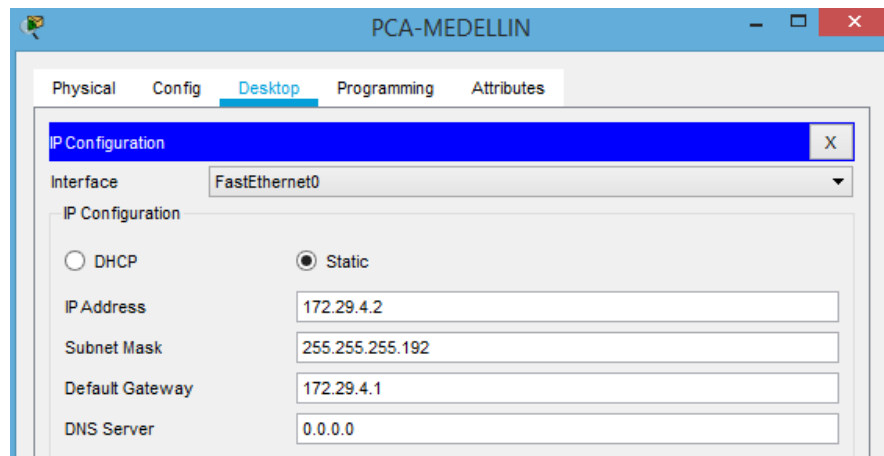 PCA-MEDELLIN
Physical Config Desktop Programming Attributes
IP Configuration X
Interface FastEthernet0
IP Configuration
DHCP Static
IP Address 172.29.4.2
Subnet Mask 255.255.255.192
Default Gateway 172.29.4.1
DNS Server 0.0.0.0